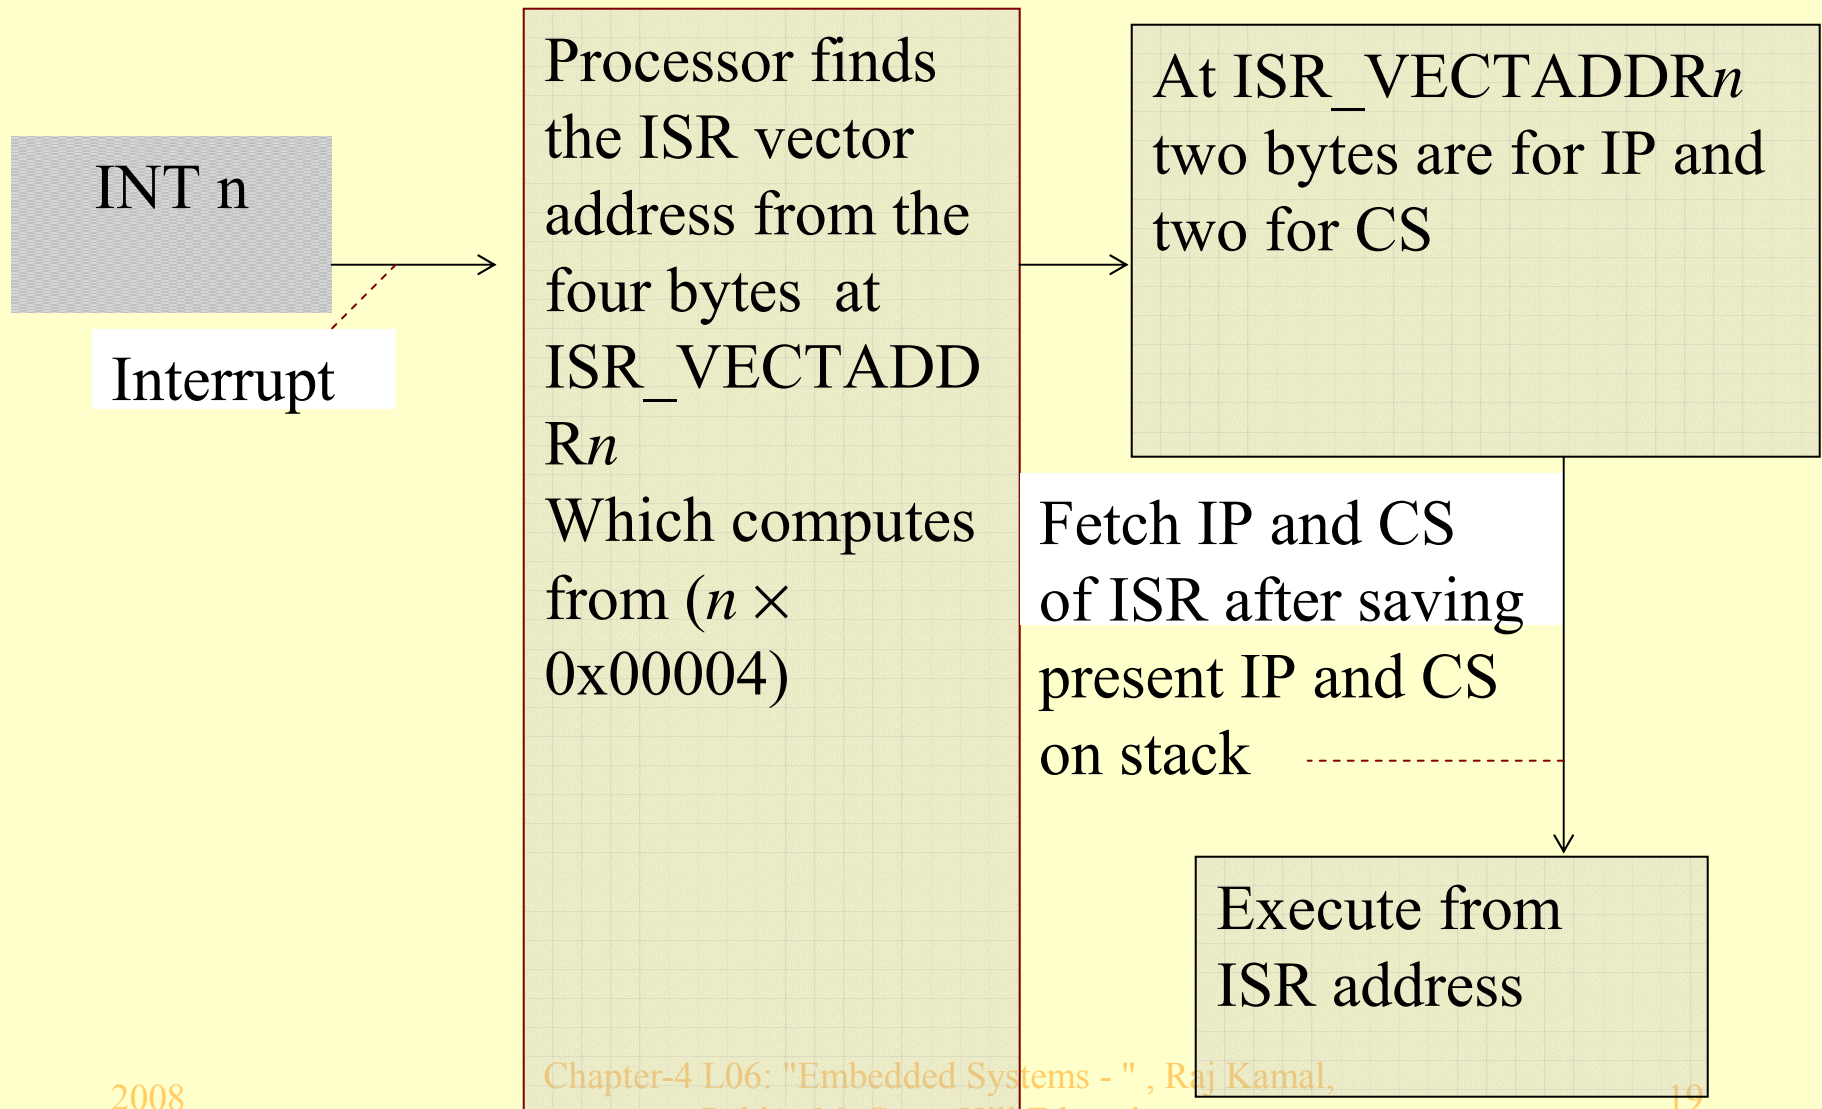 INT n
Interrupt
Processor finds
the ISR vector
address from the
four bytes at
ISR_VECTADD
Rn
Which computes
from (n ×
0x00004)
At ISR_VECTADDRn
two bytes are for IP and
two for CS
Fetch IP and CS
of ISR after saving
present IP and CS
on stack
Execute from
ISR address
2008
Chapter-4 L06: "Embedded Systems - " , Raj Kamal,
19